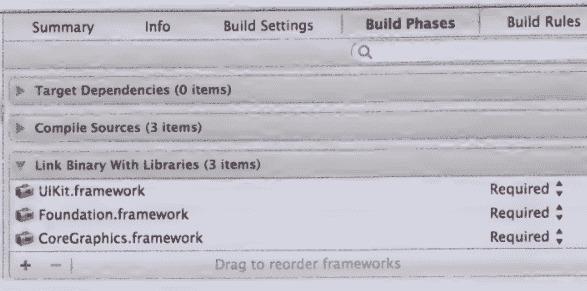 Summary Info Build Settings Build Phases Build Rules
Target Dependencies (0 items)
Compile Sources (3 items)
Link Binary With Libraries (3 items)
UIKit.framework Required
Foundation.framework Required
CoreGraphics.framework Required
+ − Drag to reorder frameworks